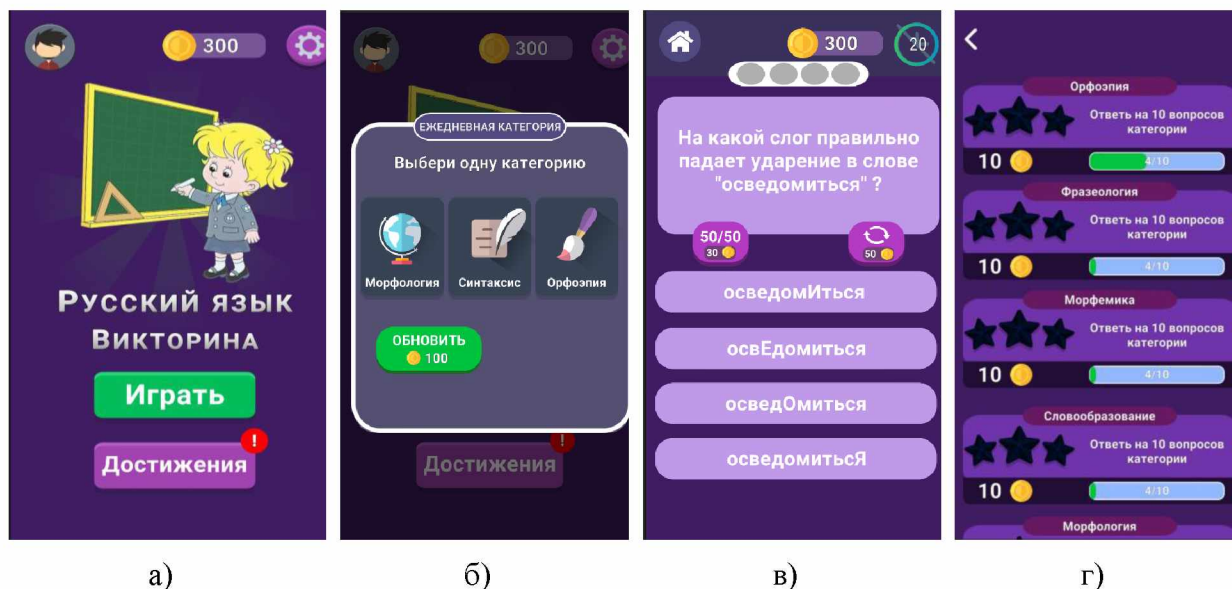 300
Русский язык
Викторина
Играть
!
Достижения
а)
300
ЕЖЕДНЕВНАЯ КАТЕГОРИЯ
Выбери одну категорию
Морфология
Синтаксис
Орфоэпия
ОБНОВИТЬ
100
Достижения
б)
300
20
На какой слог правильно
падает ударение в слове
"осведомиться" ?
50/50
30
50
осведомИться
освЕдомиться
осведОмиться
осведомитьсЯ
в)
Орфоэпия
Ответь на 10 вопросов
категории
10
4/10
Фразеология
Ответь на 10 вопросов
категории
10
4/10
Морфемика
Ответь на 10 вопросов
категории
10
4/10
Словообразование
Ответь на 10 вопросов
категории
10
4/10
Морфология
г)